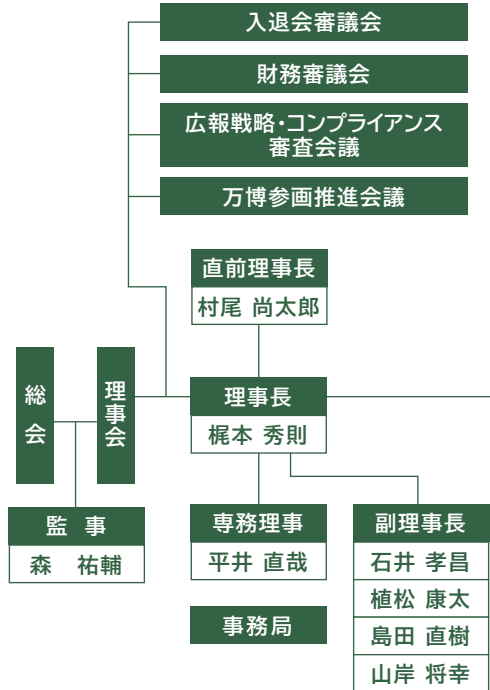 入退会審議会
財務審議会
広報戦略・コンプライアンス
審査会議
万博参画推進会議
直前理事長
村尾 尚太郎
総会
理事会
理事長
梶本 秀則
監 事
森 祐輔
専務理事
平井 直哉
事務局
副理事長
石井 孝昌
植松 康太
島田 直樹
山岸 将幸